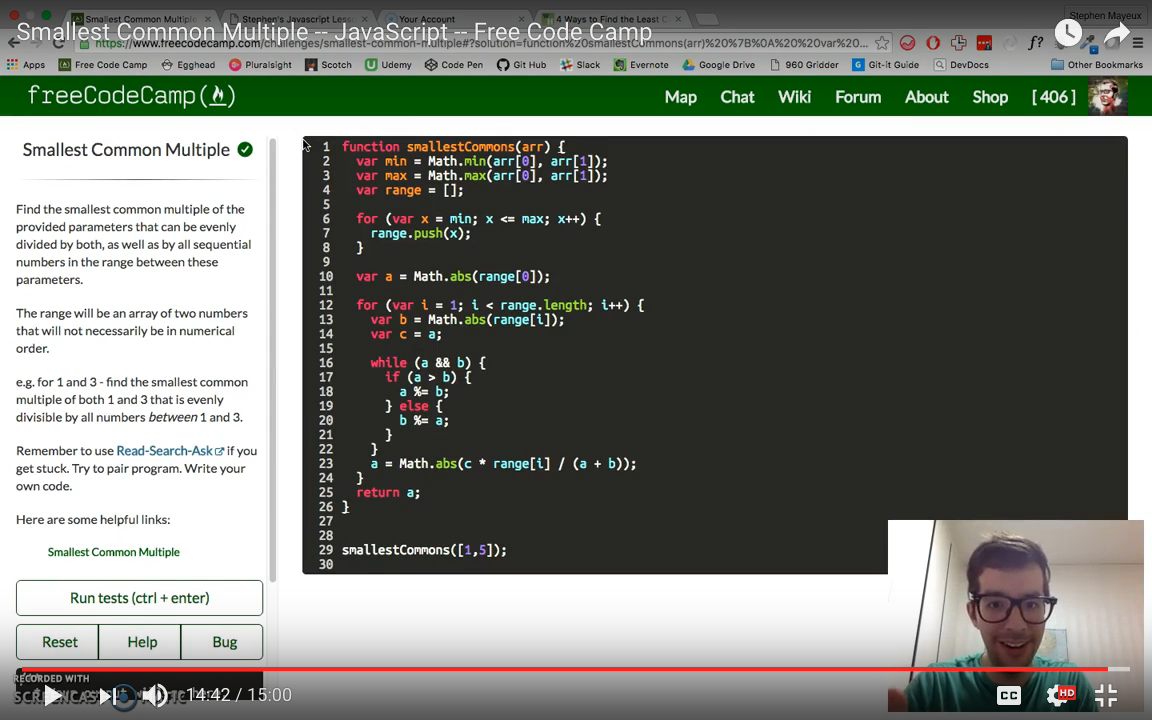 Smallest Common Multiple
Stephen's Javascript Less
Your Account
4 Ways to Find the Least C
Stephen Mayeux
Smallest Common Multiple -- JavaScript -- Free Code Camp
https://www.freecodecamp.com/challenges/smallest-common-multiple#?solution=function%20smallestCommons(arr)%20%7B%0A%20%20var%20...
f?
Apps Free Code Camp Egghead Pluralsight Scotch Udemy Code Pen Git Hub Slack Evernote Google Drive 960 Gridder Git-it Guide DevDocs Other Bookmarks
freeCodeCamp Map Chat Wiki Forum About Shop [ 406 ]
Smallest Common Multiple
Find the smallest common multiple of the
provided parameters that can be evenly
divided by both, as well as by all sequential
numbers in the range between these
parameters.
The range will be an array of two numbers
that will not necessarily be in numerical
order.
e.g. for 1 and 3 - find the smallest common
multiple of both 1 and 3 that is evenly
divisible by all numbers between 1 and 3.
Remember to use Read-Search-Ask if you
get stuck. Try to pair program. Write your
own code.
Here are some helpful links:
Smallest Common Multiple
Run tests (ctrl + enter)
Reset Help Bug
1 function smallestCommons(arr) {
2 var min = Math.min(arr[0], arr[1]);
3 var max = Math.max(arr[0], arr[1]);
4 var range = [];
5
6 for (var x = min; x <= max; x++) {
7 range.push(x);
8 }
9
10 var a = Math.abs(range[0]);
11
12 for (var i = 1; i < range.length; i++) {
13 var b = Math.abs(range[i]);
14 var c = a;
15
16 while (a && b) {
17 if (a > b) {
18 a %= b;
19 } else {
20 b %= a;
21 }
22 }
23 a = Math.abs(c * range[i] / (a + b));
24 }
25 return a;
26 }
27
28
29 smallestCommons([1,5]);
30
RECORDED WITH
14:42 / 15:00
CC
HD